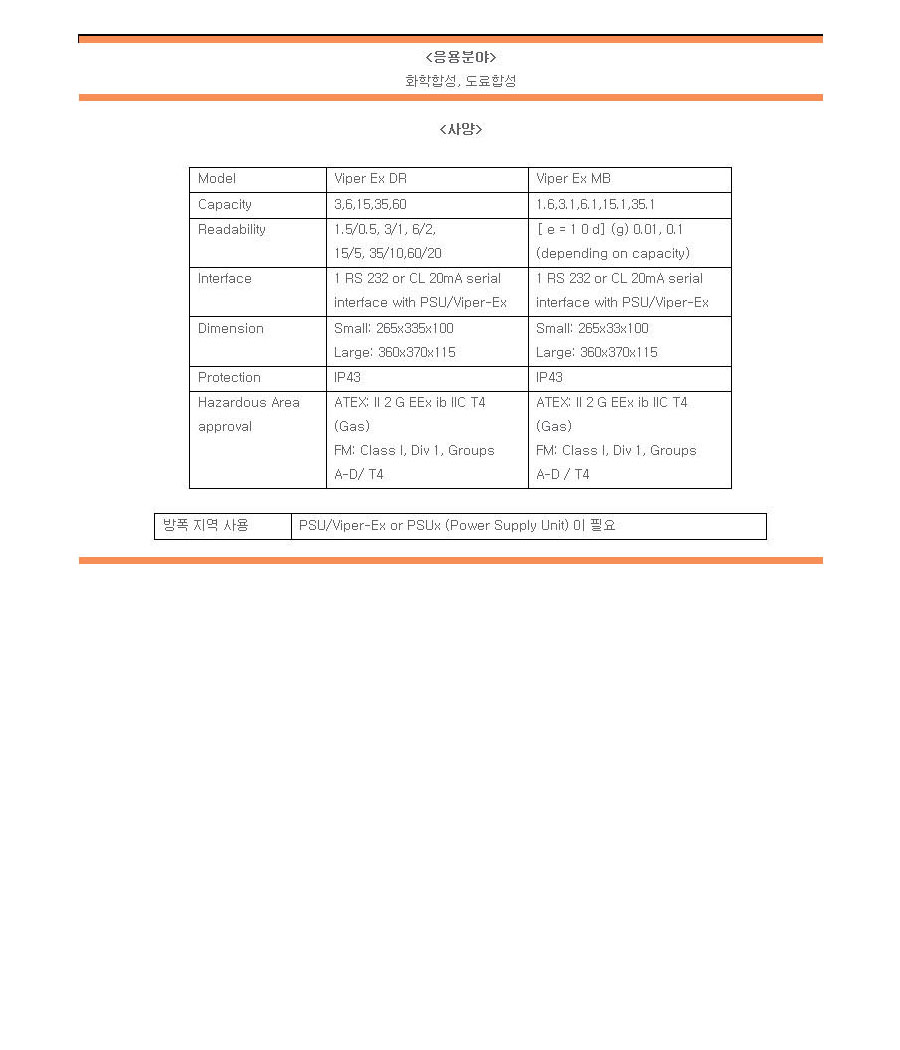 <응용분야>
화학합성, 도료합성
<사양>
Model Viper Ex DR Viper Ex MB
Capacity 3,6,15,35,60 1.6,3.1,6.1,15.1,35.1
Readability 1.5/0.5, 3/1, 6/2, [ e = 1 0 d] (g) 0.01, 0.1
15/5, 35/10,60/20 (depending on capacity)
Interface 1 RS 232 or CL 20mA serial 1 RS 232 or CL 20mA serial
interface with PSU/Viper-Ex interface with PSU/Viper-Ex
Dimension Small: 265x335x100 Small: 265x33x100
Large: 360x370x115 Large: 360x370x115
Protection IP43 IP43
Hazardous Area ATEX: II 2 G EEx ib IIC T4 ATEX: II 2 G EEx ib IIC T4
approval (Gas) (Gas)
FM: Class I, Div 1, Groups FM: Class I, Div 1, Groups
A-D/ T4 A-D / T4
방폭 지역 사용 PSU/Viper-Ex or PSUx (Power Supply Unit) 이 필요